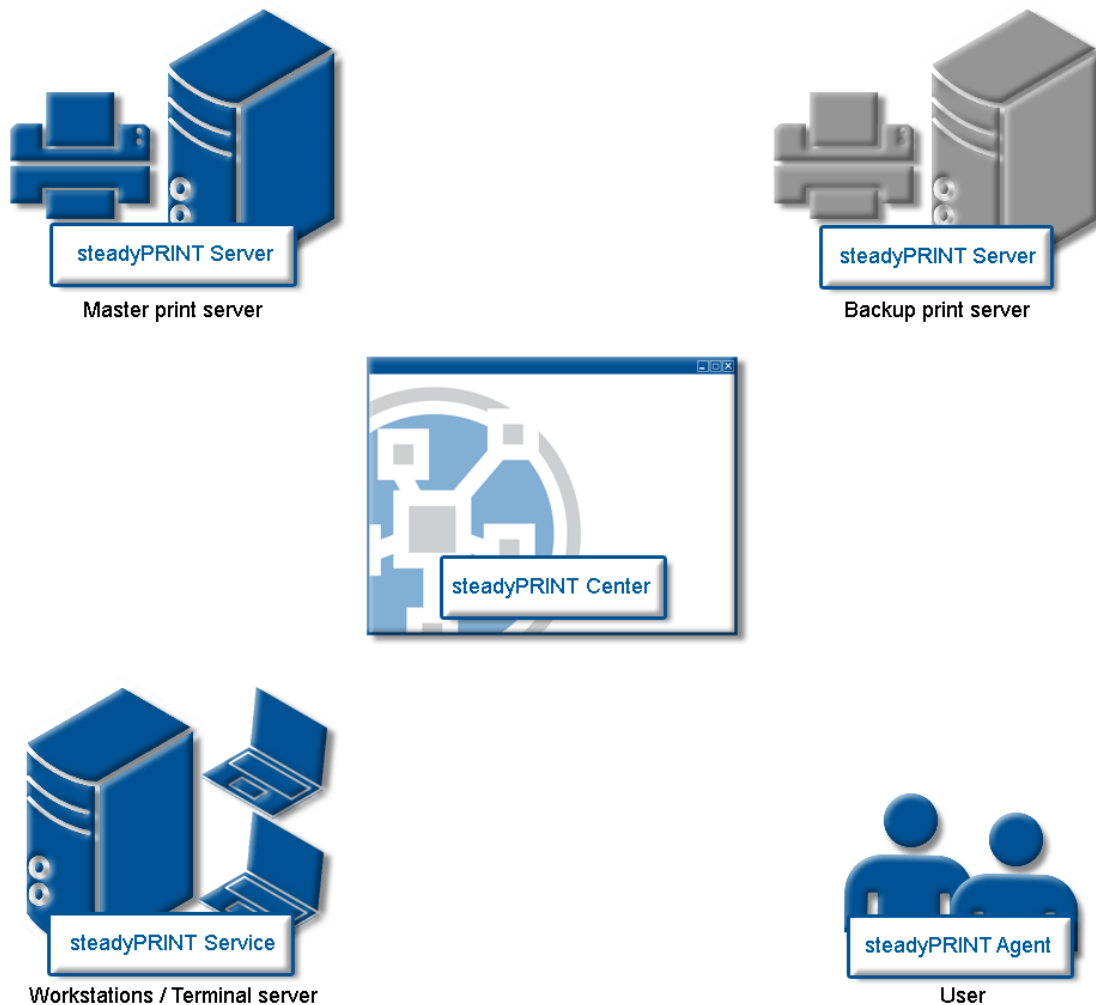 steadyPRINT Server
Master print server
steadyPRINT Server
Backup print server
steadyPRINT Center
steadyPRINT Service
Workstations / Terminal server
steadyPRINT Agent
User